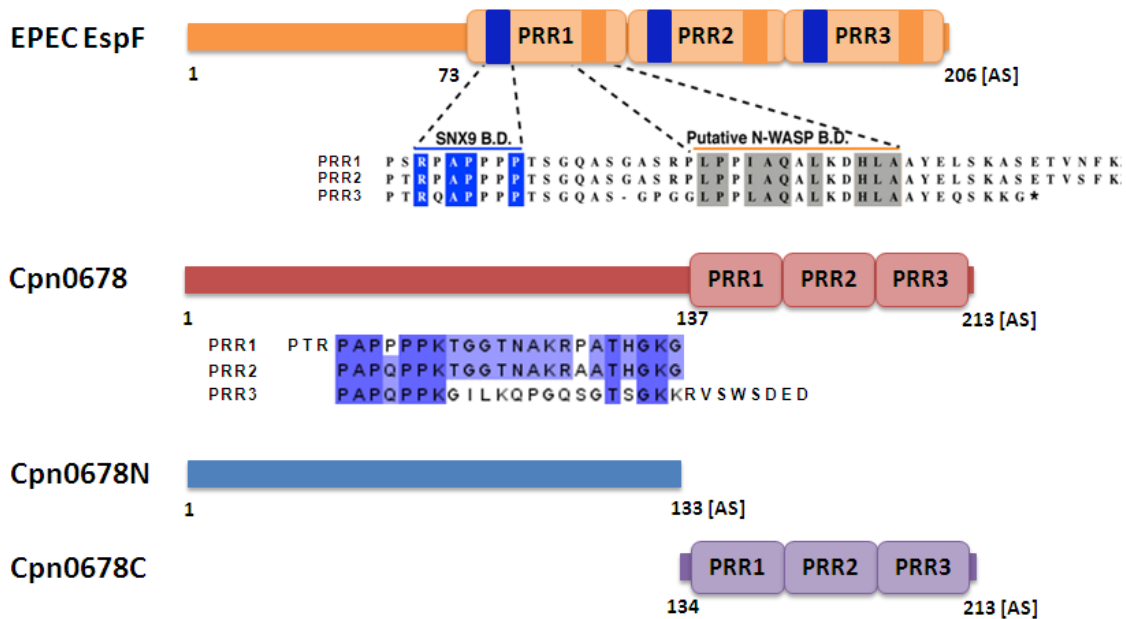 EPEC EspF PRR1 PRR2 PRR3
1 73 206 [AS]
SNX9 B.D. Putative N-WASP B.D.
PRR1 P S R P A P P P P T S G Q A S G A S R P L P P I A Q A L K D H L A A Y E L S K A S E T V N F K
PRR2 P T R P A P P P P T S G Q A S G A S R P L P P I A Q A L K D H L A A Y E L S K A S E T V S F K
PRR3 P T R Q A P P P P T S G Q A S - G P G G L P P L A Q A L K D H L A A Y E Q S K K G *
Cpn0678 PRR1 PRR2 PRR3
1 137 213 [AS]
PRR1 P T R P A P P P P P K T G G T N A K R P A T H G K G
PRR2 P A P Q P P K T G G T N A K R A A T H G K G
PRR3 P A P Q P P K G I L K Q P G Q S G T S G K K R V S W S D E D
Cpn0678N
1 133 [AS]
Cpn0678C PRR1 PRR2 PRR3
134 213 [AS]